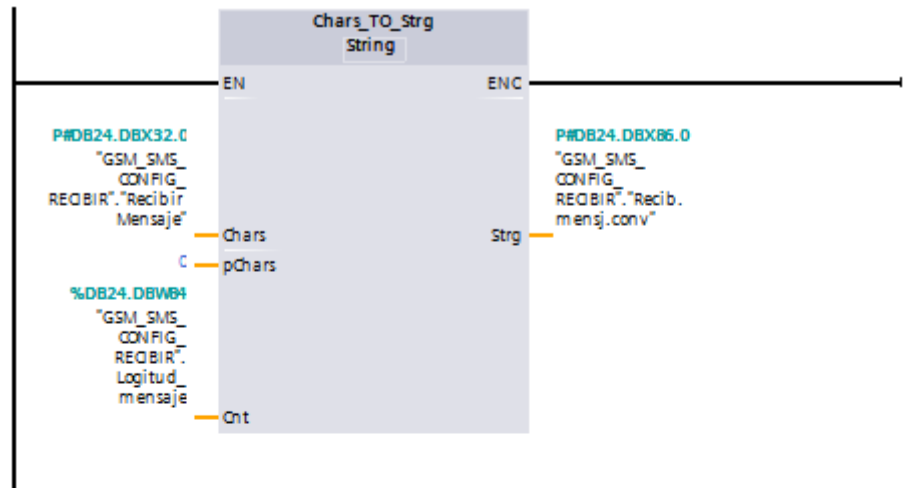 Chars_TO_Strg
String
EN ENO
P#DB24.DBX32.0
"GSM_SMS_
CONFIG_
RECIBIR"."Recibir
Mensaje"
Chars
0
pChars
%DB24.DBW84
"GSM_SMS_
CONFIG_
RECIBIR".
Logitud_
mensaje
Cnt
P#DB24.DBX86.0
"GSM_SMS_
CONFIG_
RECIBIR"."Recib.
mensj.conv"
Strg